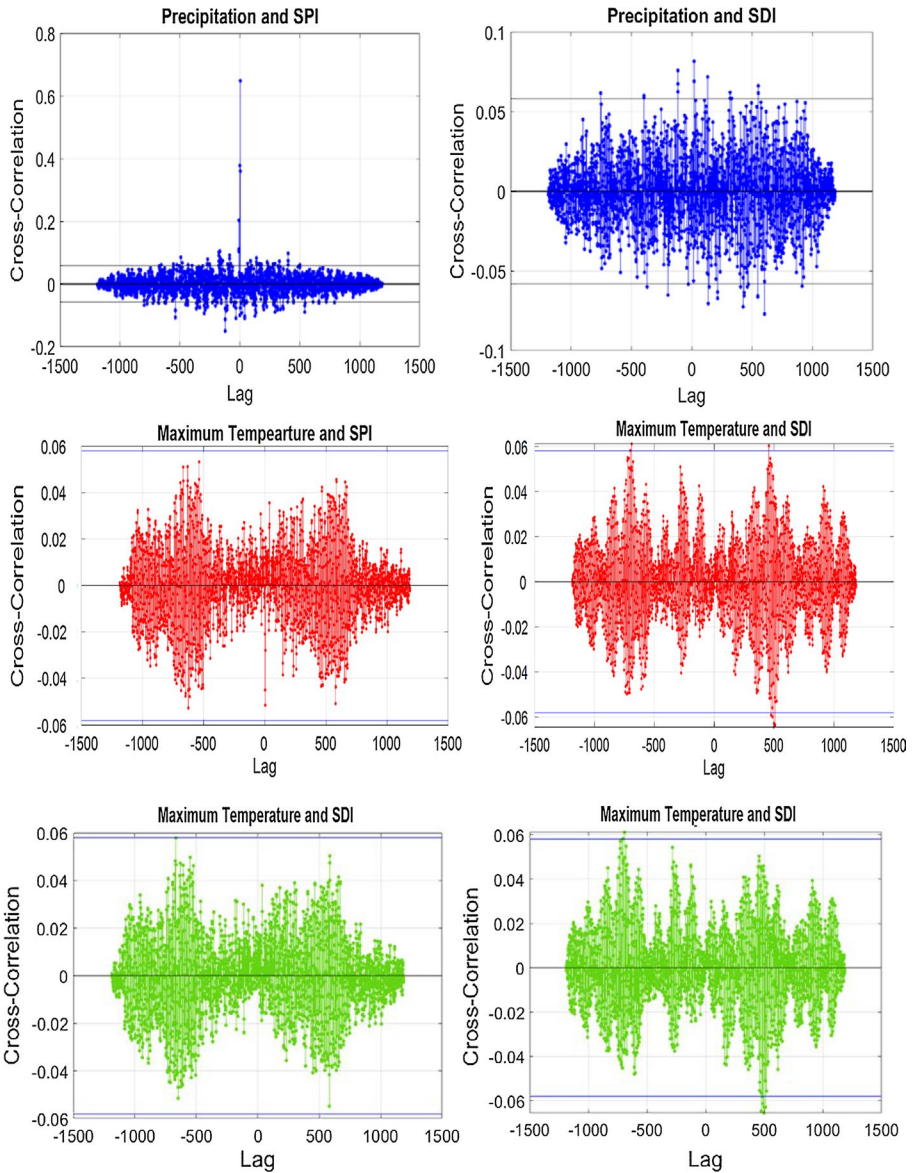 Precipitation and SPI
0.8
0.6
0.4
0.2
0
-0.2
Cross-Correlation
-1500 -1000 -500 0 500 1000 1500
Lag
Precipitation and SDI
0.1
0.05
0
-0.05
-0.1
Cross-Correlation
-1500 -1000 -500 0 500 1000 1500
Lag
Maximum Tempearture and SPI
0.06
0.04
0.02
0
-0.02
-0.04
-0.06
Cross-Correlation
-1500 -1000 -500 0 500 1000 1500
Lag
Maximum Temperature and SDI
0.06
0.04
0.02
0
-0.02
-0.04
-0.06
Cross-Correlation
-1500 -1000 -500 0 500 1000 1500
Lag
Maximum Temperature and SDI
0.06
0.04
0.02
0
-0.02
-0.04
-0.06
Cross-Correlation
-1500 -1000 -500 0 500 1000 1500
Lag
Maximum Temperature and SDI
0.06
0.04
0.02
0
-0.02
-0.04
-0.06
Cross-Correlation
-1500 -1000 -500 0 500 1000 1500
Lag